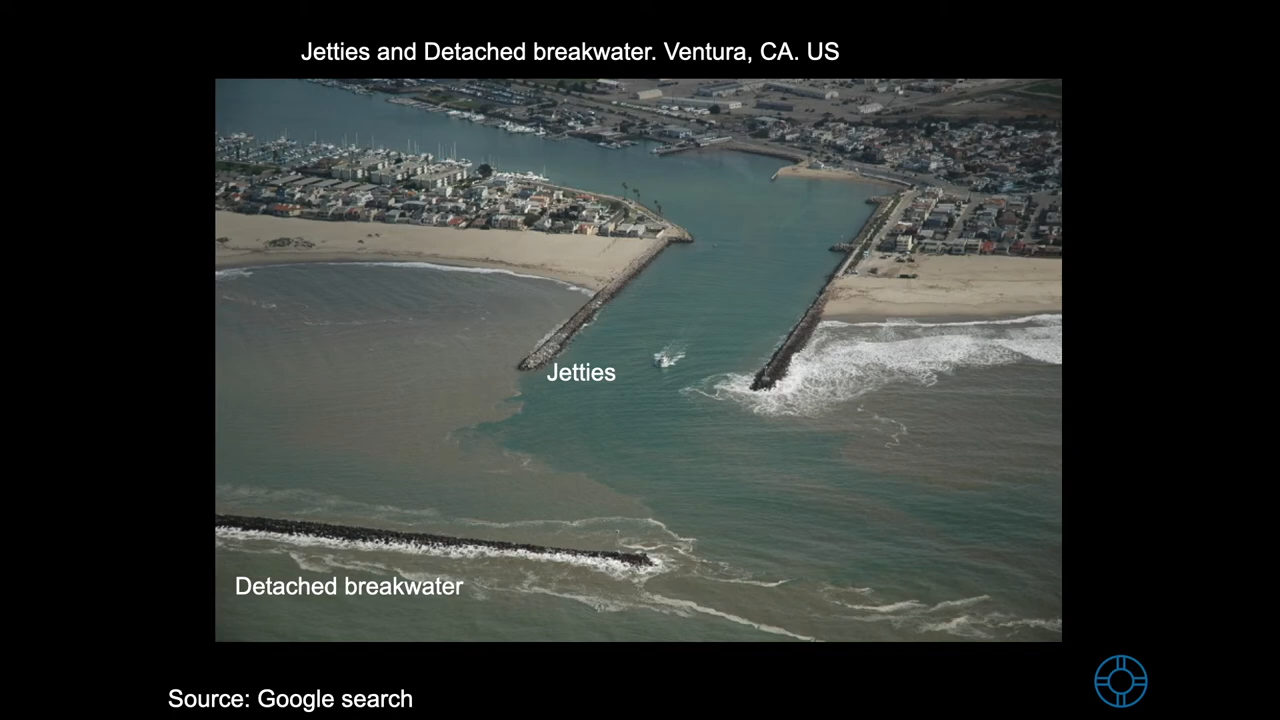 Jetties and Detached breakwater. Ventura, CA. US
Jetties
Detached breakwater
Source: Google search